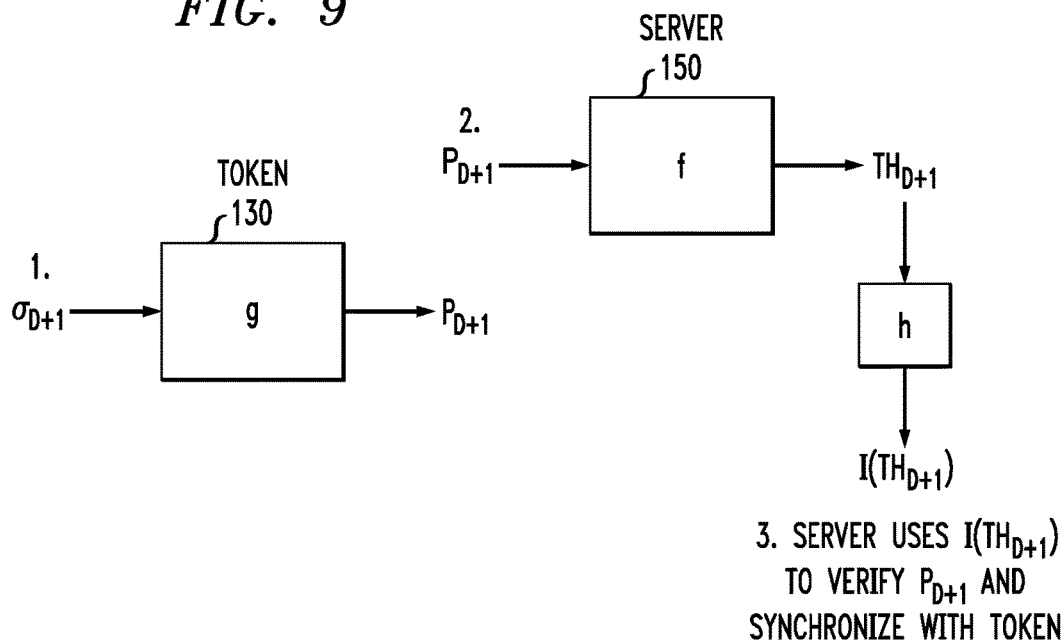 FIG. 9
SERVER
150
2.
P_{D+1}
f
TH_{D+1}
TOKEN
130
1.
σ_{D+1}
g
P_{D+1}
h
I(TH_{D+1})
3. SERVER USES I(TH_{D+1})
TO VERIFY P_{D+1} AND
SYNCHRONIZE WITH TOKEN